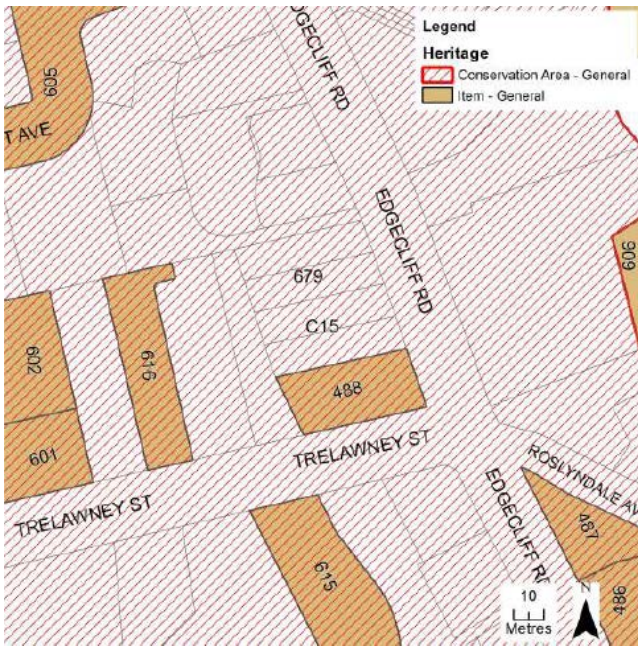 EDGECLIFF RD
Legend
Heritage
Conservation Area - General
Item - General
605
T AVE
EDGECLIFF RD
606
679
C15
602
616
488
601
TRELAWNEY ST
TRELAWNEY ST
ROSLYNDALE AV
EDGECLIFF RD
487
615
486
N
10
Metres